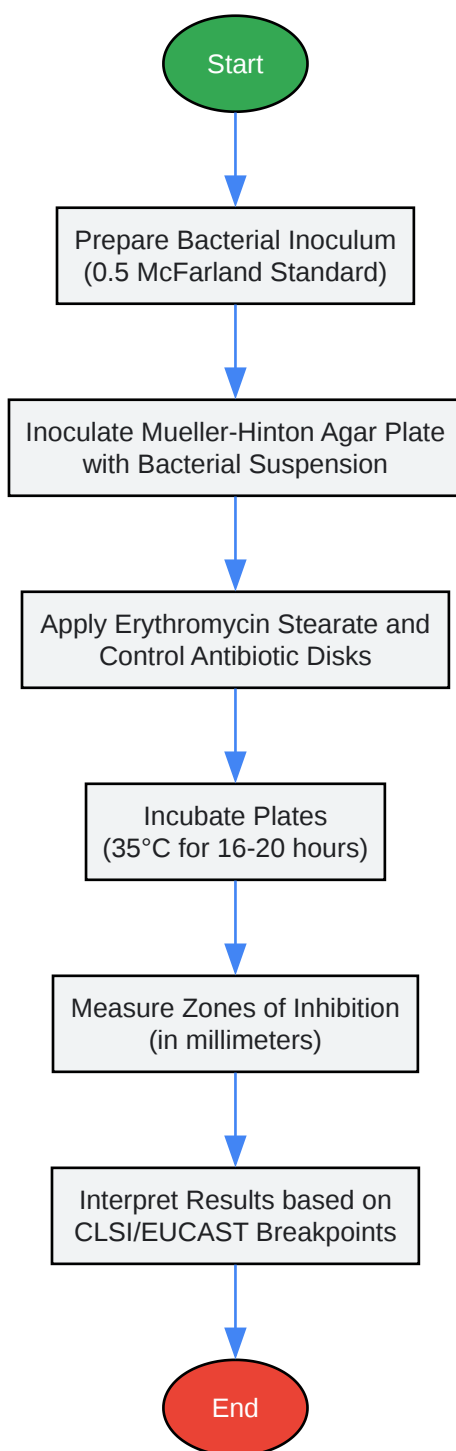 Start
Prepare Bacterial Inoculum
(0.5 McFarland Standard)
Inoculate Mueller-Hinton Agar Plate
with Bacterial Suspension
Apply Erythromycin Stearate and
Control Antibiotic Disks
Incubate Plates
(35°C for 16-20 hours)
Measure Zones of Inhibition
(in millimeters)
Interpret Results based on
CLSI/EUCAST Breakpoints
End